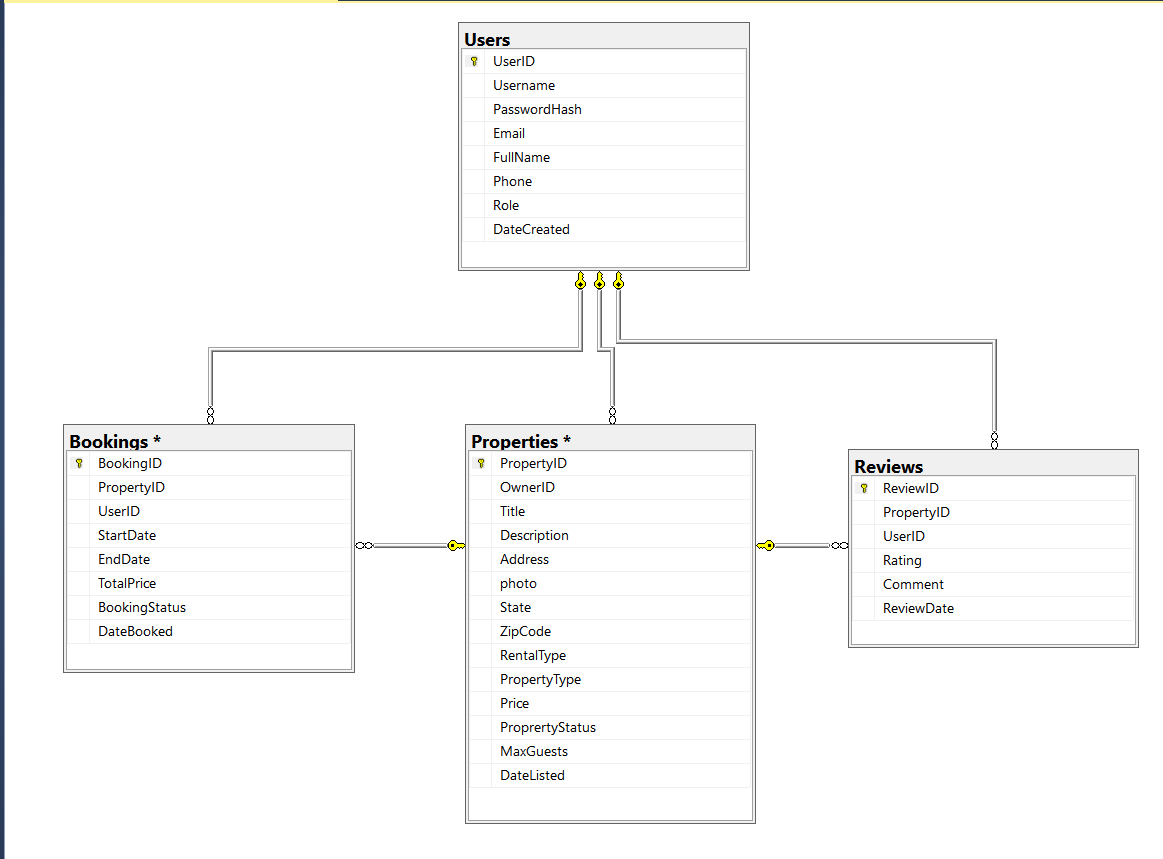 Users
UserID
Username
PasswordHash
Email
FullName
Phone
Role
DateCreated
Bookings *
BookingID
PropertyID
UserID
StartDate
EndDate
TotalPrice
BookingStatus
DateBooked
Properties *
PropertyID
OwnerID
Title
Description
Address
photo
State
ZipCode
RentalType
PropertyType
Price
ProprertyStatus
MaxGuests
DateListed
Reviews
ReviewID
PropertyID
UserID
Rating
Comment
ReviewDate